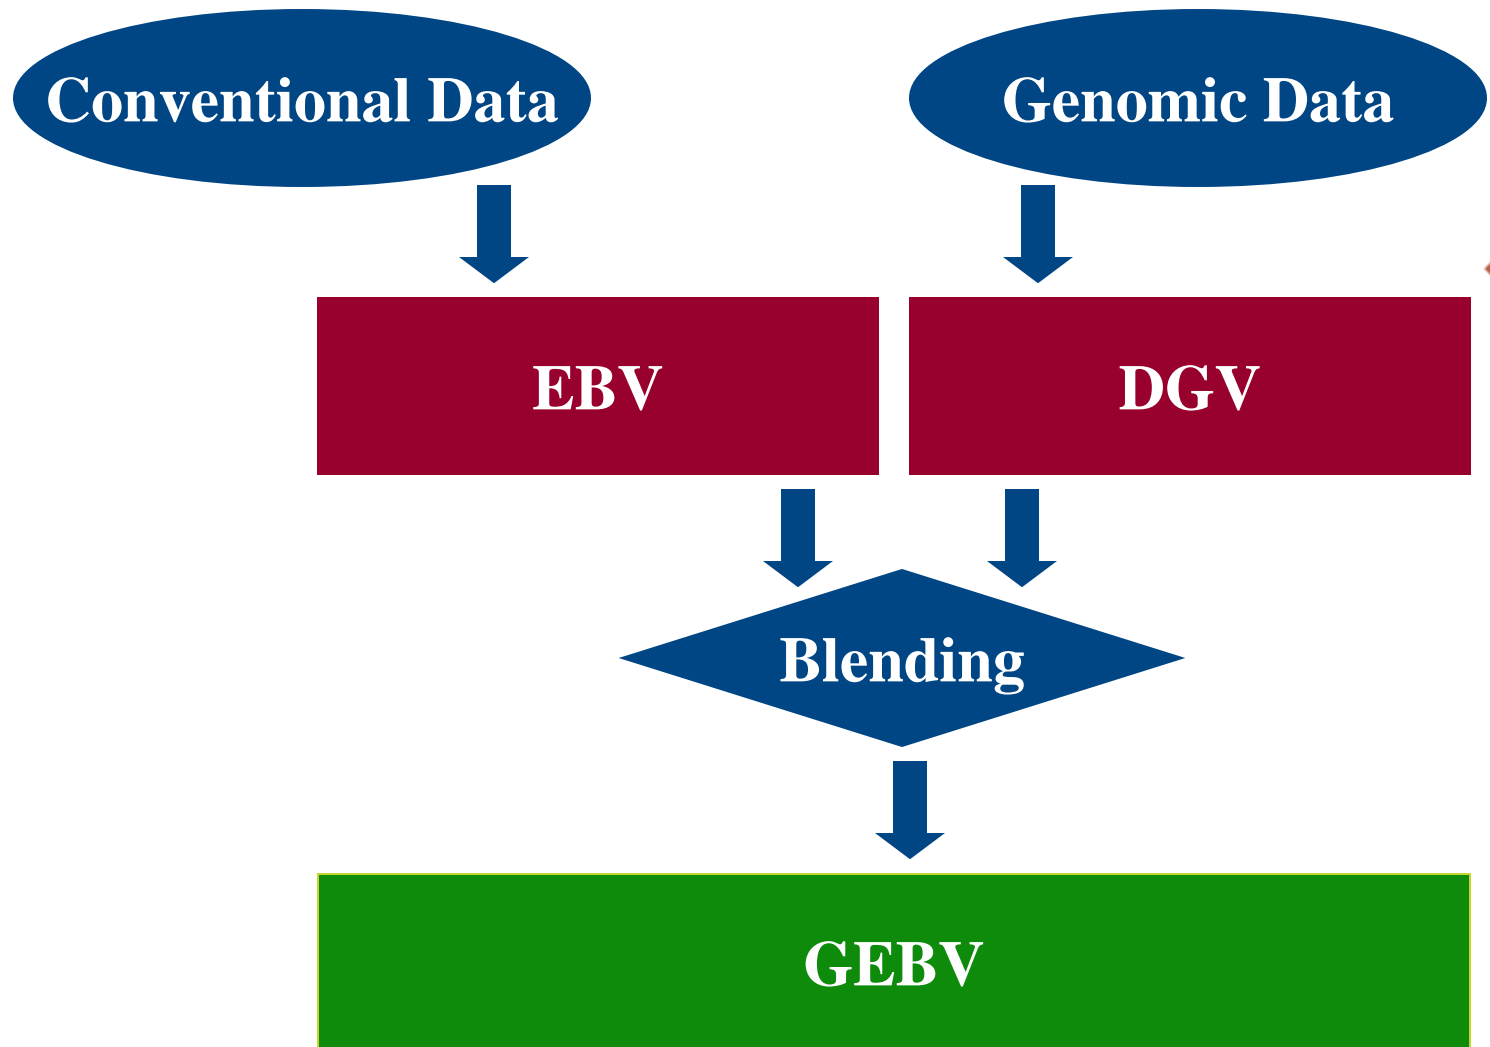 Conventional Data
Genomic Data
EBV
DGV
Blending
GEBV